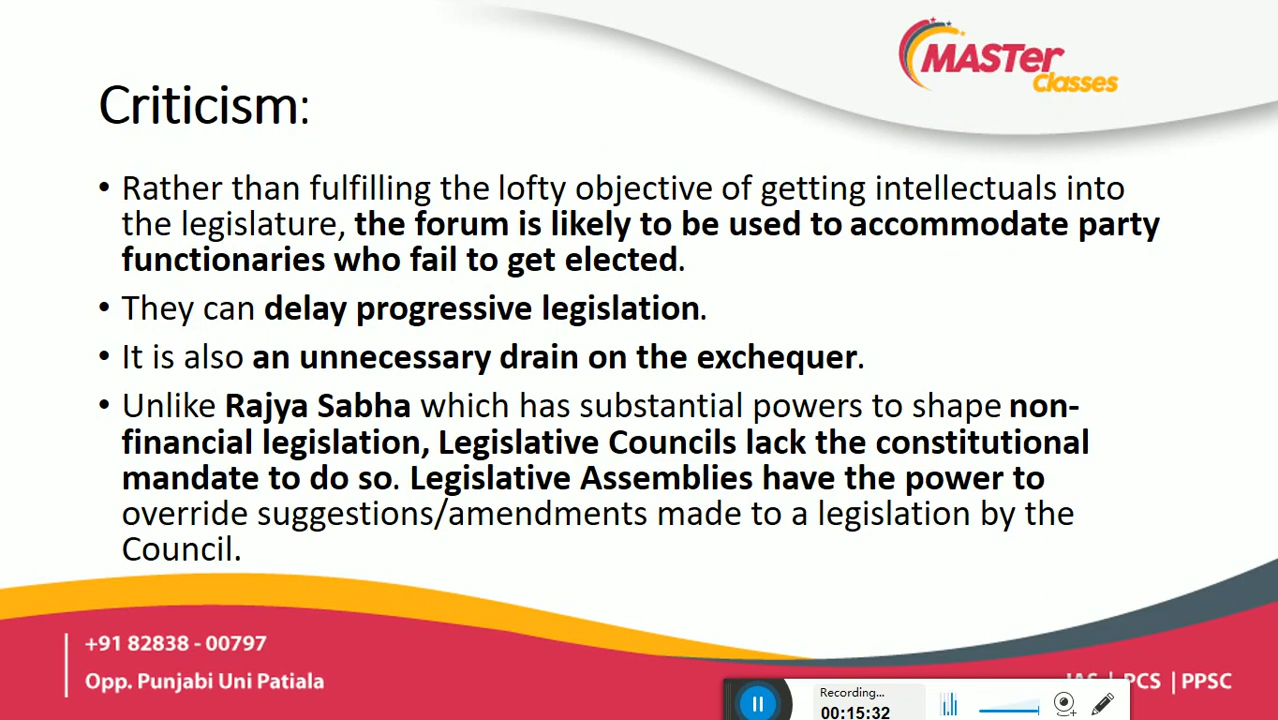 MASTer
Classes
Criticism:
• Rather than fulfilling the lofty objective of getting intellectuals into
the legislature, the forum is likely to be used to accommodate party
functionaries who fail to get elected.
• They can delay progressive legislation.
• It is also an unnecessary drain on the exchequer.
• Unlike Rajya Sabha which has substantial powers to shape non-
financial legislation, Legislative Councils lack the constitutional
mandate to do so. Legislative Assemblies have the power to
override suggestions/amendments made to a legislation by the
Council.
+91 82838 - 00797
Opp. Punjabi Uni Patiala
IAS | PCS | PPSC
Recording...
00:15:32